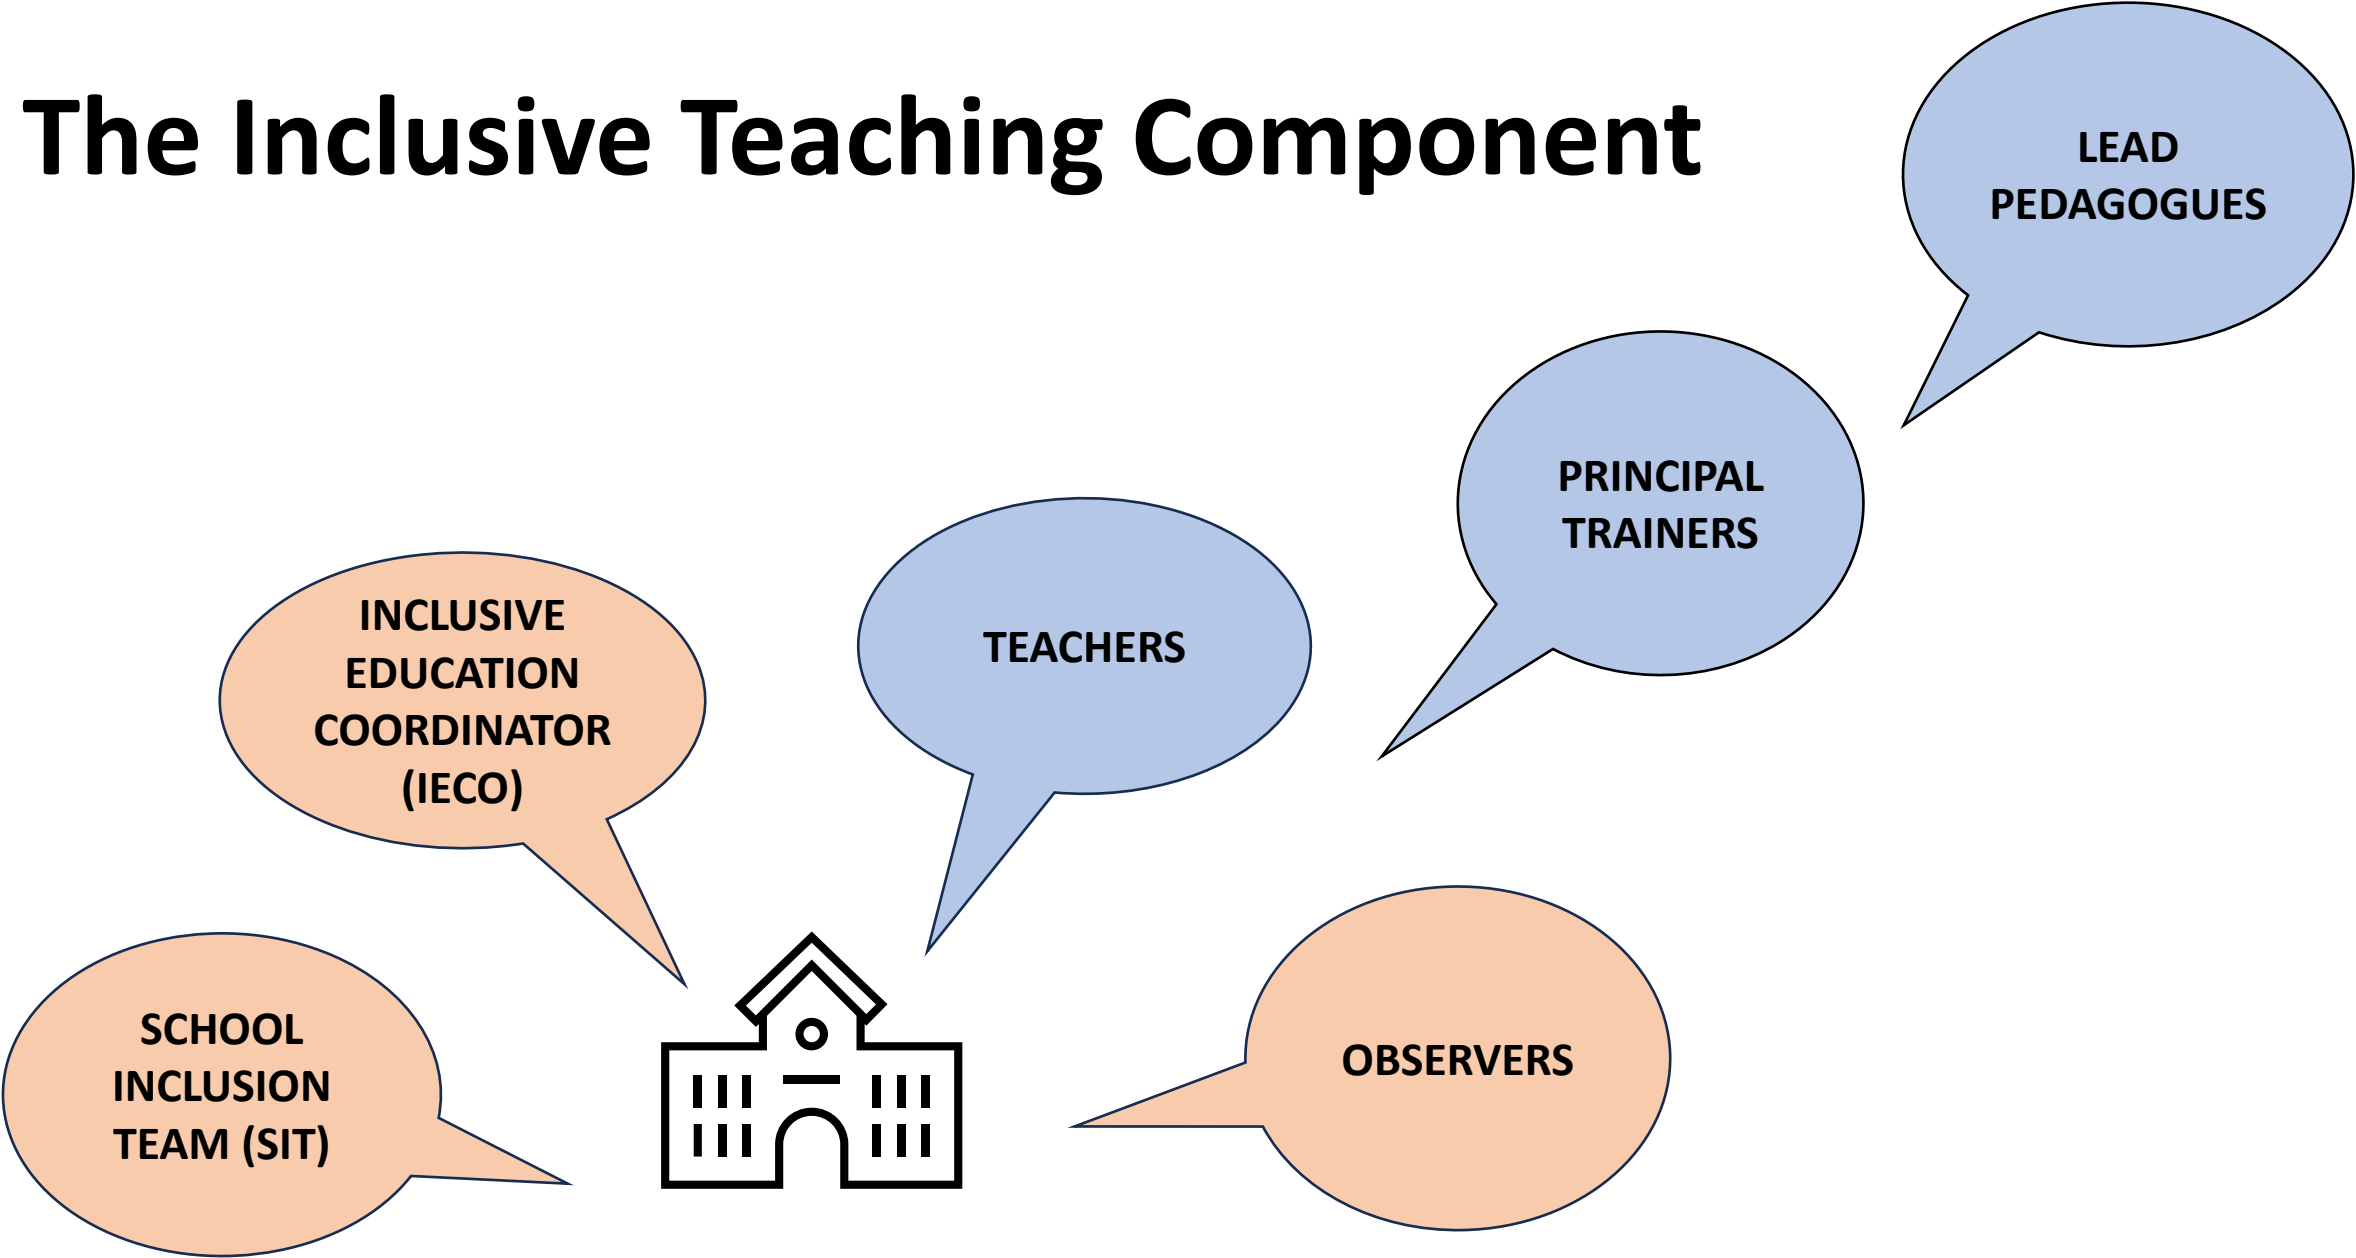 The Inclusive Teaching Component
LEAD
PEDAGOGUES
PRINCIPAL
TRAINERS
TEACHERS
INCLUSIVE
EDUCATION
COORDINATOR
(IECO)
SCHOOL
INCLUSION
TEAM (SIT)
OBSERVERS